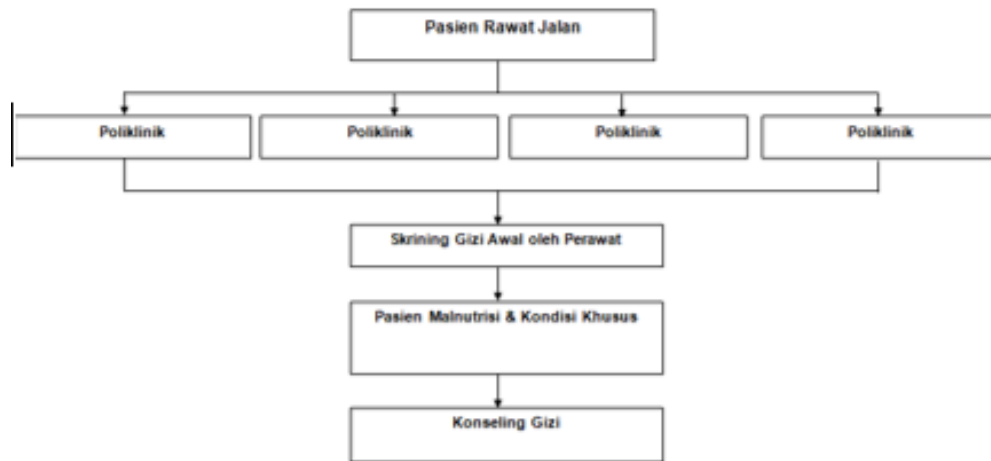 Pasien Rawat Jalan
Poliklinik
Poliklinik
Poliklinik
Poliklinik
Skrining Gizi Awal oleh Perawat
Pasien Malnutrisi & Kondisi Khusus
Konseling Gizi